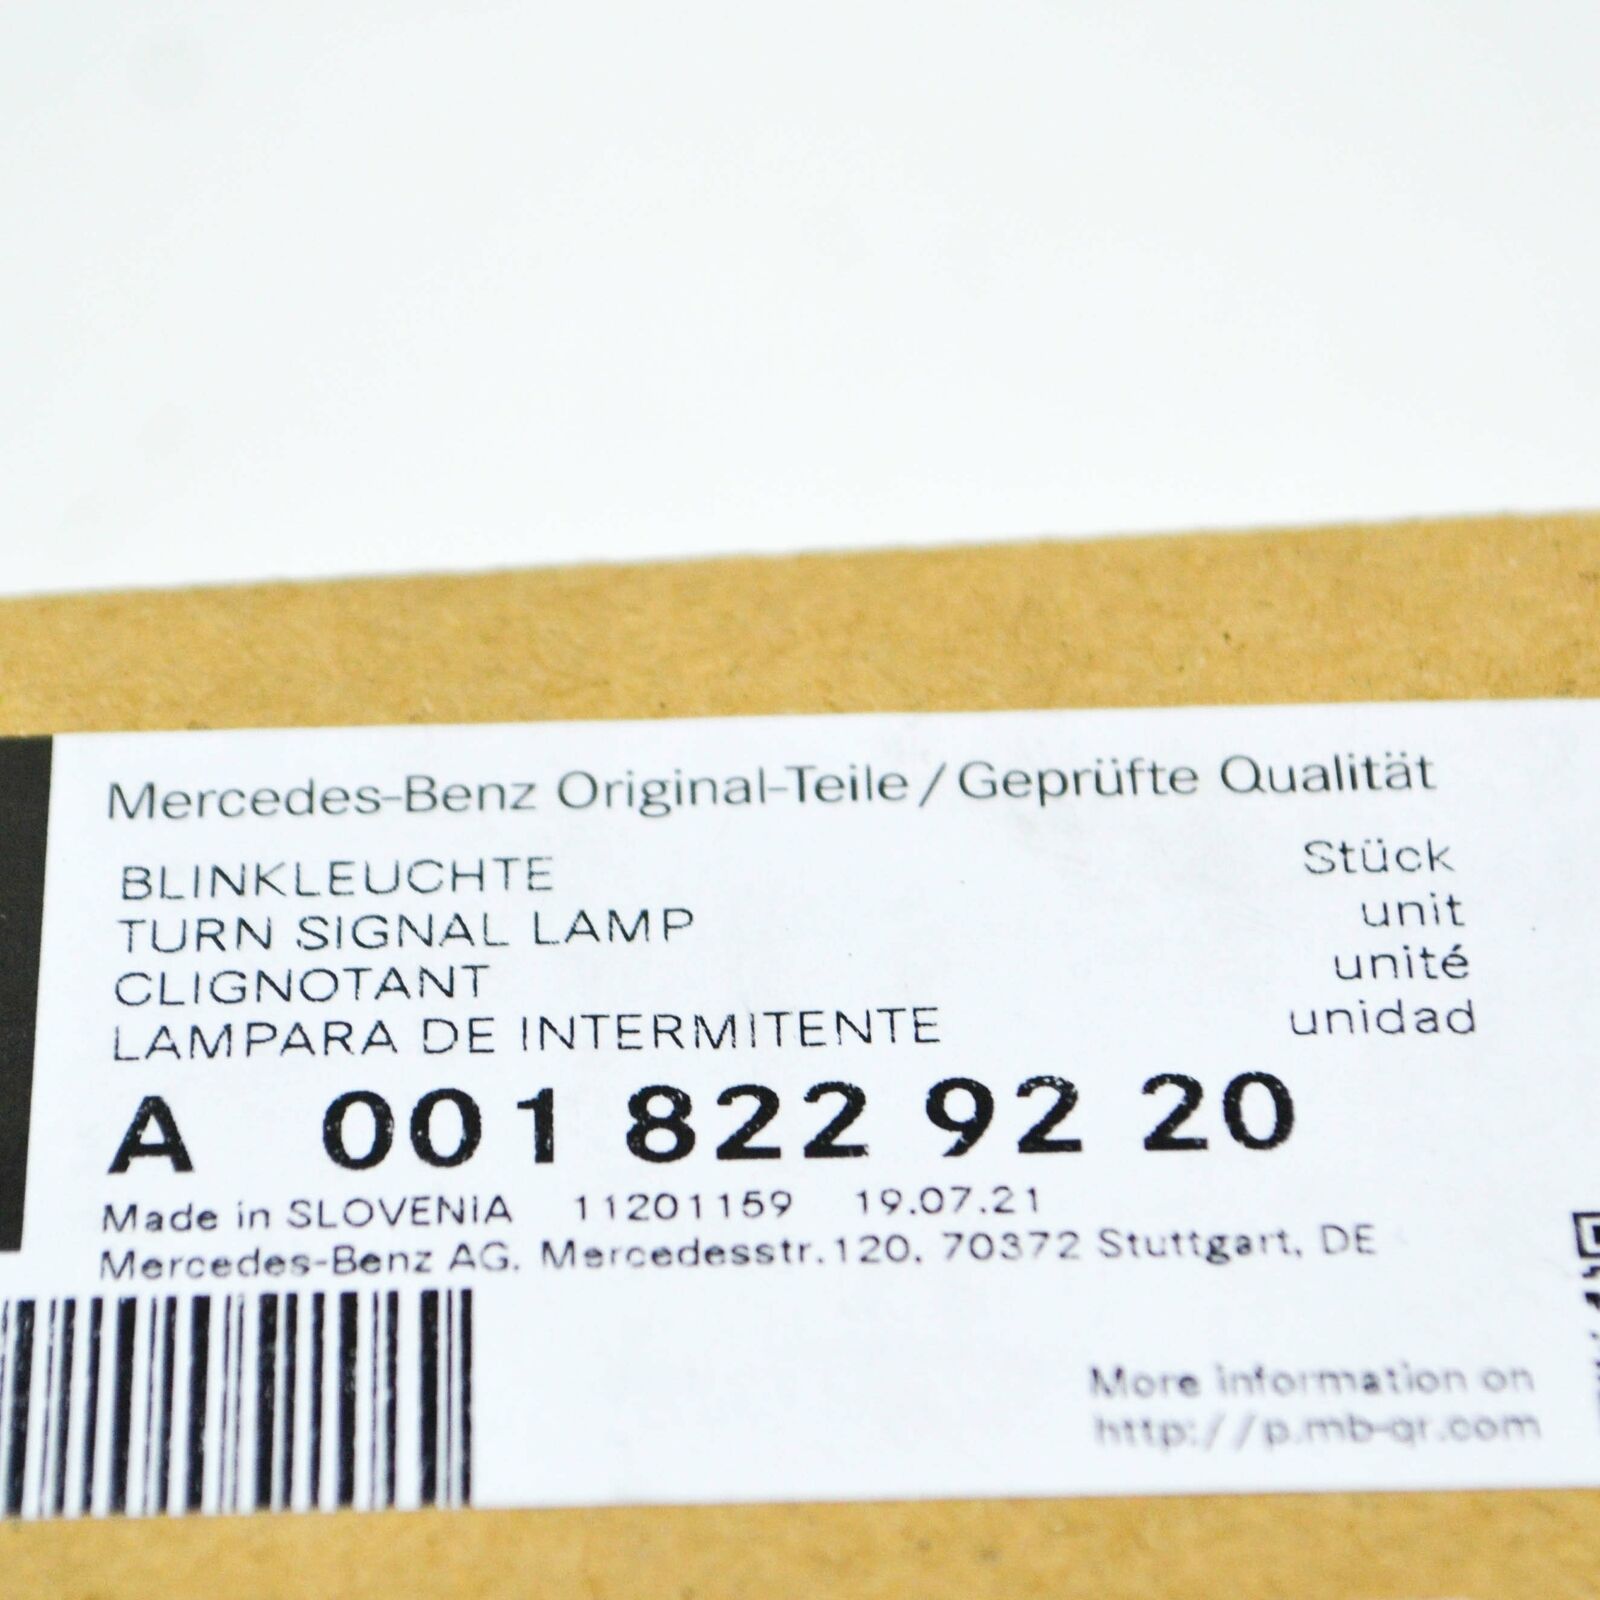 Mercedes-Benz Original-Teile / Geprüfte Qualität
BLINKLEUCHTE Stück
TURN SIGNAL LAMP unit
CLIGNOTANT unité
LAMPARA DE INTERMITENTE unidad
A 001 822 92 20
Made in SLOVENIA 11201159 19.07.21
Mercedes-Benz AG. Mercedesstr.120. 70372 Stuttgart, DE
More information on
http://p.mb-qr.com